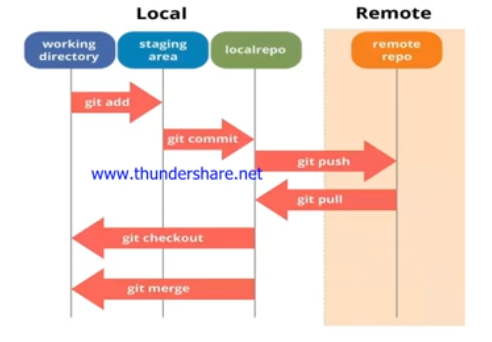 Local
Remote
working
directory
staging
area
localrepo
remote
repo
git add
git commit
git push
www.thundershare.net
git pull
git checkout
git merge